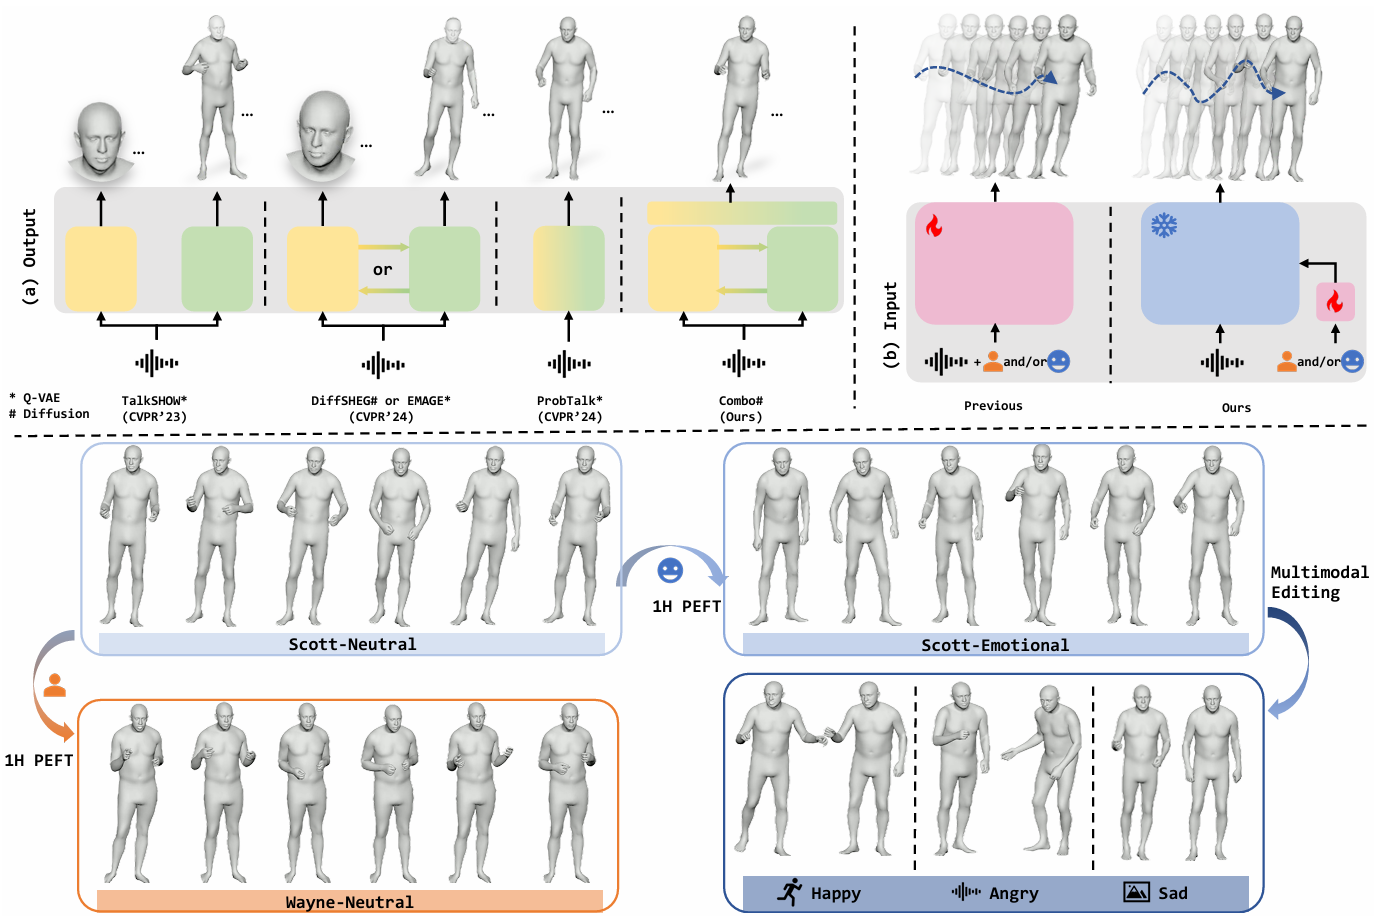 ...
...
...
...
...
...
(a) Output
or
* Q-VAE
# Diffusion
TalkSHOW*
(CVPR'23)
DiffSHEG# or EMAGE*
(CVPR'24)
ProbTalk*
(CVPR'24)
Combo#
(Ours)
(b) Input
+ and/or
and/or
Previous
Ours
Scott-Neutral
1H PEFT
Scott-Emotional
Multimodal
Editing
1H PEFT
Wayne-Neutral
Happy
Angry
Sad